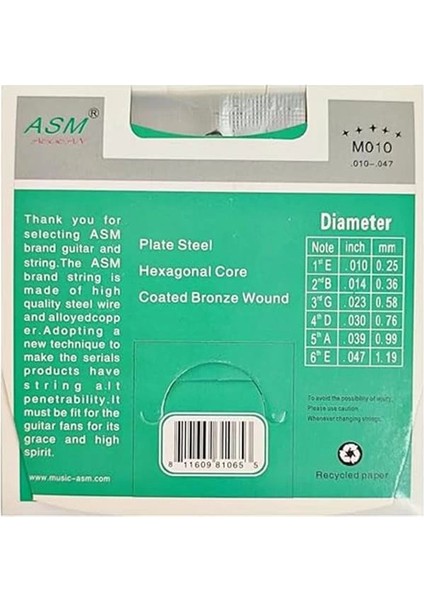 ASM®
M010
.010-.047
Thank you for
selecting ASM
brand guitar and
string.The ASM
brand string is
made of high
quality steel wire
and alloyedcopp
er.Adopting a
new technique to
make the serials
products have
string a.lt
penetrability.It
must be fit for the
guitar fans for its
grace and high
spirit.
www.music-asm.com
Plate Steel
Hexagonal Core
Coated Bronze Wound
Diameter
Note inch mm
1st E .010 0.25
2nd B .014 0.36
3rd G .023 0.58
4th D .030 0.76
5th A .039 0.99
6th E .047 1.19
To avoid the possibility of injury,
Please use caution.
Whenever changing strings.
Recycled paper
8 11609 81065 5